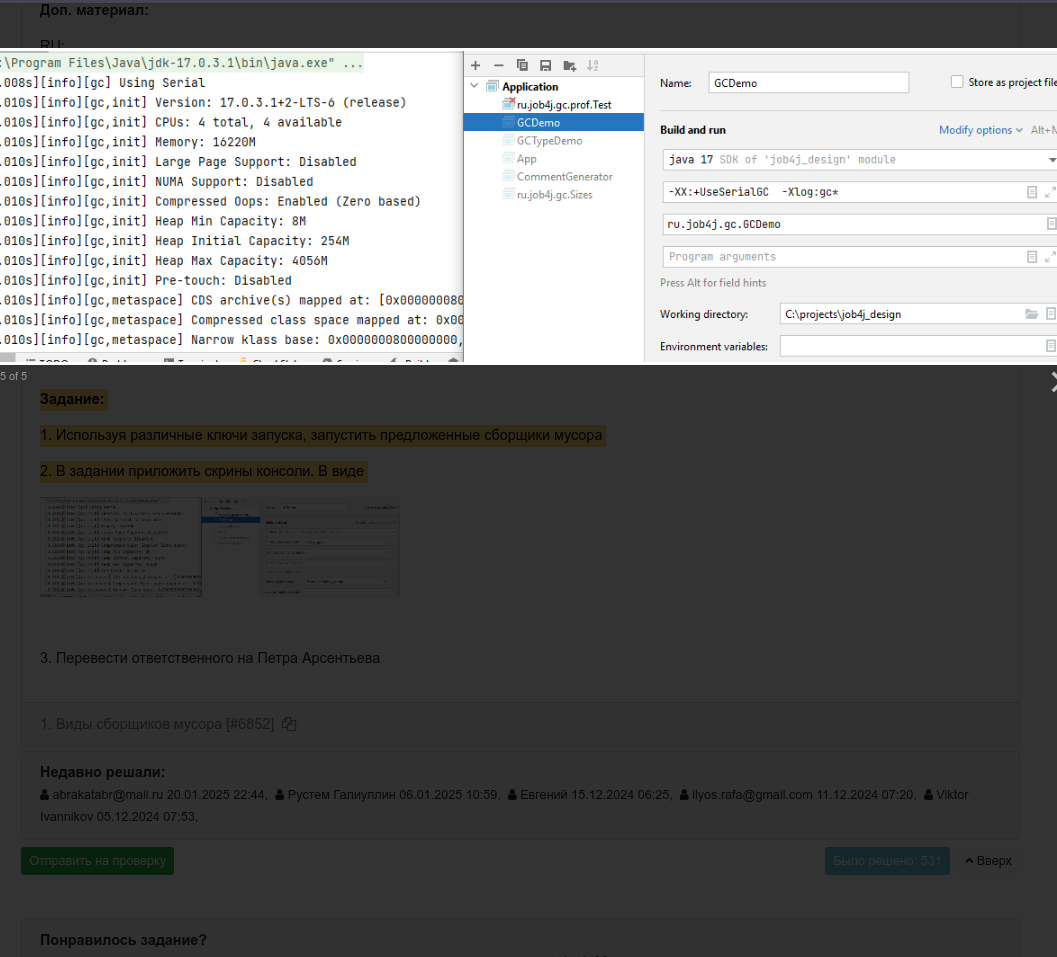 Доп. материал:
RU:
:\Program Files\Java\jdk-17.0.3.1\bin\java.exe" ...
.008s][info][gc] Using Serial
.010s][info][gc,init] Version: 17.0.3.1+2-LTS-6 (release)
.010s][info][gc,init] CPUs: 4 total, 4 available
.010s][info][gc,init] Memory: 16220M
.010s][info][gc,init] Large Page Support: Disabled
.010s][info][gc,init] NUMA Support: Disabled
.010s][info][gc,init] Compressed Oops: Enabled (Zero based)
.010s][info][gc,init] Heap Min Capacity: 8M
.010s][info][gc,init] Heap Initial Capacity: 254M
.010s][info][gc,init] Heap Max Capacity: 4056M
.010s][info][gc,init] Pre-touch: Disabled
.010s][info][gc,metaspace] CDS archive(s) mapped at: [0x000000080
.010s][info][gc,metaspace] Compressed class space mapped at: 0x00
.010s][info][gc,metaspace] Narrow klass base: 0x0000000800000000,
Application
ru.job4j.gc.prof.Test
GCDemo
GCTypeDemo
App
CommentGenerator
ru.job4j.gc.Sizes
Name: GCDemo Store as project file
Build and run Modify options Alt+M
java 17 SDK of 'job4j_design' module
-XX:+UseSerialGC -Xlog:gc*
ru.job4j.gc.GCDemo
Program arguments
Press Alt for field hints
Working directory: C:\projects\job4j_design
Environment variables:
5 of 5
Задание:
1. Используя различные ключи запуска, запустить предложенные сборщики мусора
2. В задании приложить скрины консоли. В виде
3. Перевести ответственного на Петра Арсентьева
1. Виды сборщиков мусора [#6852]
Недавно решали:
abrakatabr@mail.ru 20.01.2025 22:44, Рустем Галиуллин 06.01.2025 10:59, Евгений 15.12.2024 06:25, ilyos.rafa@gmail.com 11.12.2024 07:20, Viktor
Ivannikov 05.12.2024 07:53,
Отправить на проверку Было решено: 531 Вверх
Понравилось задание?